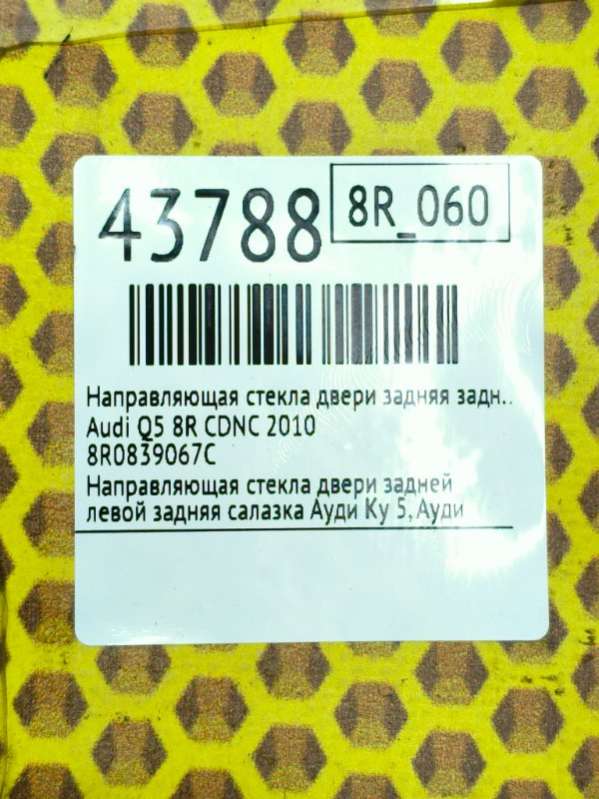 43788
8R_060
Направляющая стекла двери задняя задн..
Audi Q5 8R CDNC 2010
8R0839067C
Направляющая стекла двери задней
левой задняя салазка Ауди Ку 5, Ауди